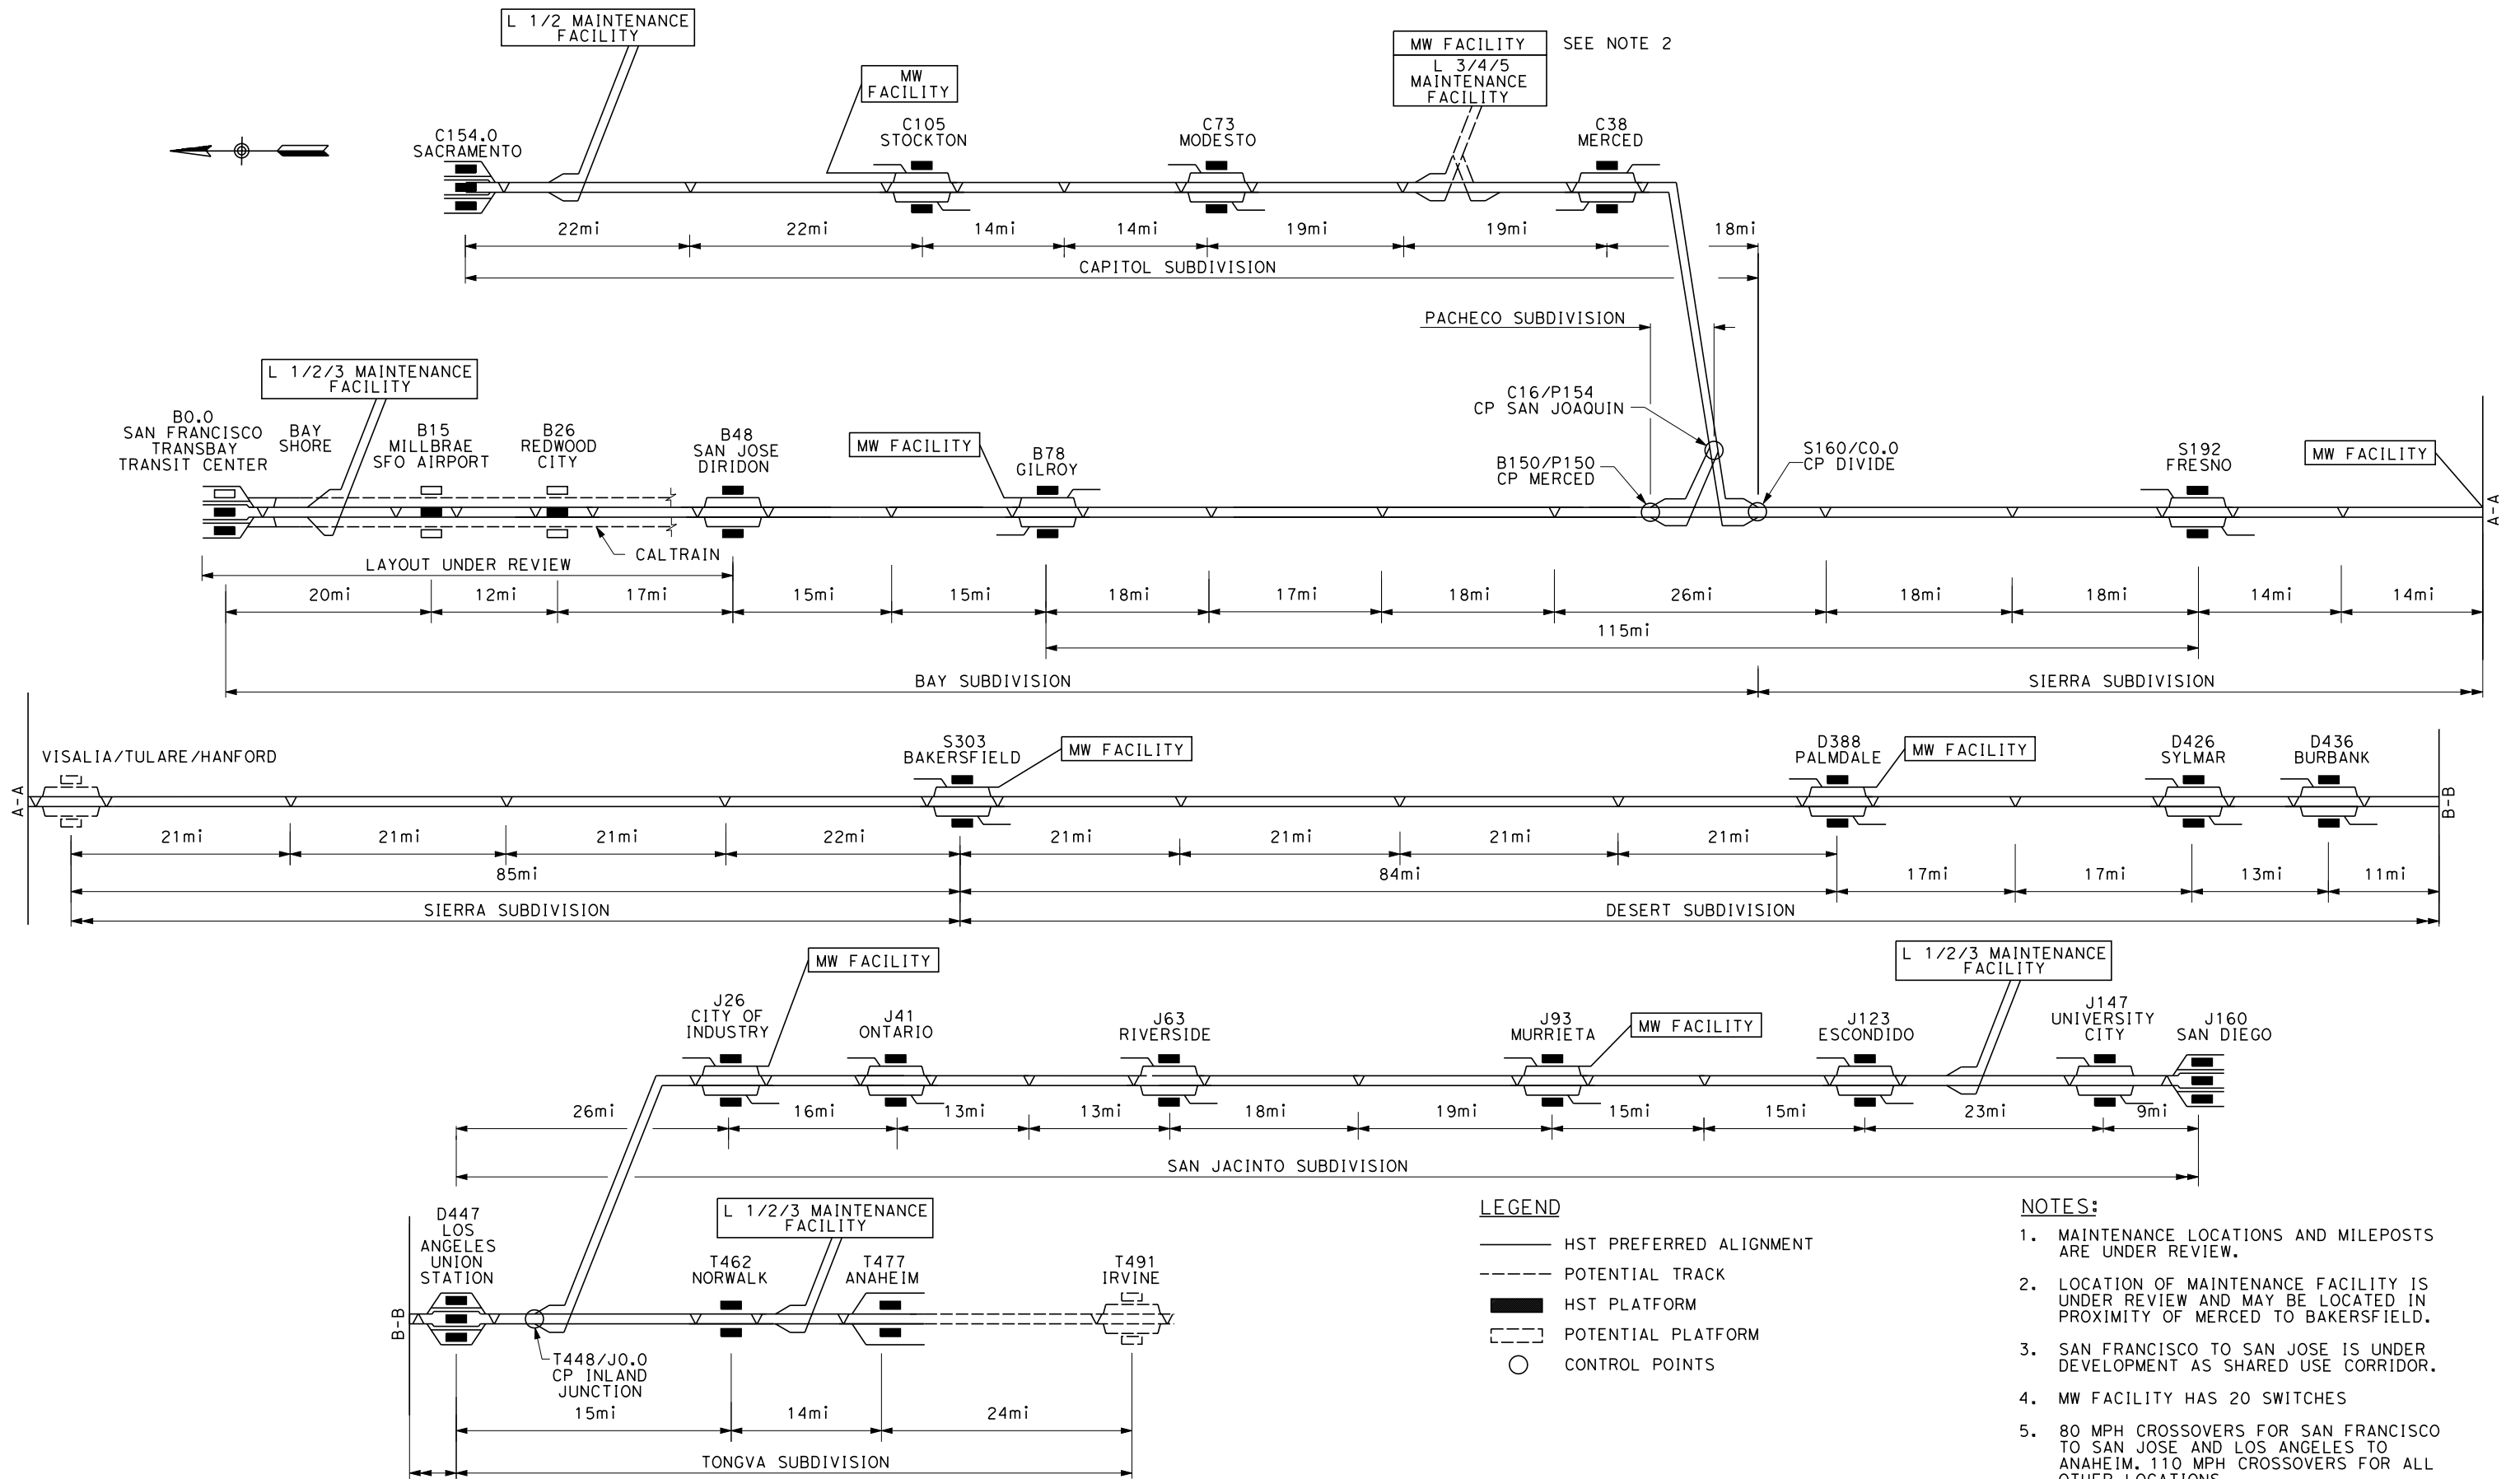 L 1/2 MAINTENANCE
FACILITY
MW FACILITY
SEE NOTE 2
L 3/4/5
MAINTENANCE
FACILITY
MW
FACILITY
C154.0
SACRAMENTO
C105
STOCKTON
C73
MODESTO
C38
MERCED
22mi
22mi
14mi
14mi
19mi
19mi
18mi
CAPITOL SUBDIVISION
PACHECO SUBDIVISION
L 1/2/3 MAINTENANCE
FACILITY
C16/P154
CP SAN JOAQUIN
B0.0
SAN FRANCISCO
TRANSBAY
TRANSIT CENTER
BAY
SHORE
B15
MILLBRAE
SFO AIRPORT
B26
REDWOOD
CITY
B48
SAN JOSE
DIRIDON
MW FACILITY
B78
GILROY
B150/P150
CP MERCED
S160/C0.0
CP DIVIDE
S192
FRESNO
MW FACILITY
A-A
CALTRAIN
LAYOUT UNDER REVIEW
20mi
12mi
17mi
15mi
15mi
18mi
17mi
18mi
26mi
18mi
18mi
14mi
14mi
115mi
BAY SUBDIVISION
SIERRA SUBDIVISION
A-A
VISALIA/TULARE/HANFORD
S303
BAKERSFIELD
MW FACILITY
D388
PALMDALE
MW FACILITY
D426
SYLMAR
D436
BURBANK
B-B
21mi
21mi
21mi
22mi
21mi
21mi
21mi
21mi
85mi
84mi
17mi
17mi
13mi
11mi
SIERRA SUBDIVISION
DESERT SUBDIVISION
MW FACILITY
L 1/2/3 MAINTENANCE
FACILITY
J26
CITY OF
INDUSTRY
J41
ONTARIO
J63
RIVERSIDE
J93
MURRIETA
MW FACILITY
J123
ESCONDIDO
J147
UNIVERSITY
CITY
J160
SAN DIEGO
26mi
16mi
13mi
13mi
18mi
19mi
15mi
15mi
23mi
9mi
SAN JACINTO SUBDIVISION
B-B
D447
LOS
ANGELES
UNION
STATION
L 1/2/3 MAINTENANCE
FACILITY
T462
NORWALK
T477
ANAHEIM
T491
IRVINE
T448/J0.0
CP INLAND
JUNCTION
15mi
14mi
24mi
TONGVA SUBDIVISION
LEGEND
HST PREFERRED ALIGNMENT
POTENTIAL TRACK
HST PLATFORM
POTENTIAL PLATFORM
CONTROL POINTS
NOTES:
1. MAINTENANCE LOCATIONS AND MILEPOSTS
ARE UNDER REVIEW.
2. LOCATION OF MAINTENANCE FACILITY IS
UNDER REVIEW AND MAY BE LOCATED IN
PROXIMITY OF MERCED TO BAKERSFIELD.
3. SAN FRANCISCO TO SAN JOSE IS UNDER
DEVELOPMENT AS SHARED USE CORRIDOR.
4. MW FACILITY HAS 20 SWITCHES
5. 80 MPH CROSSOVERS FOR SAN FRANCISCO
TO SAN JOSE AND LOS ANGELES TO
ANAHEIM. 110 MPH CROSSOVERS FOR ALL
OTHER LOCATIONS